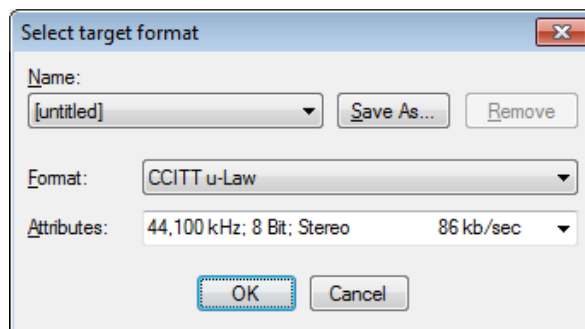 Select target format
Name:
[untitled] Save As... Remove
Format: CCITT u-Law
Attributes: 44,100 kHz; 8 Bit; Stereo 86 kb/sec
OK Cancel